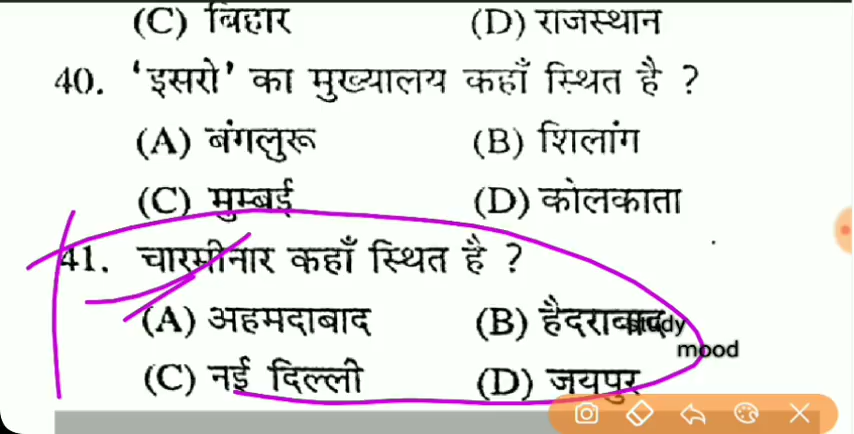 (C) बिहार (D) राजस्थान
40. 'इसरो' का मुख्यालय कहाँ स्थित है ?
(A) बंगलुरू (B) शिलांग
(C) मुम्बई (D) कोलकाता
41. चारमीनार कहाँ स्थित है ?
(A) अहमदाबाद (B) हैदराबाद
study
mood
(C) नई दिल्ली (D) जयपुर